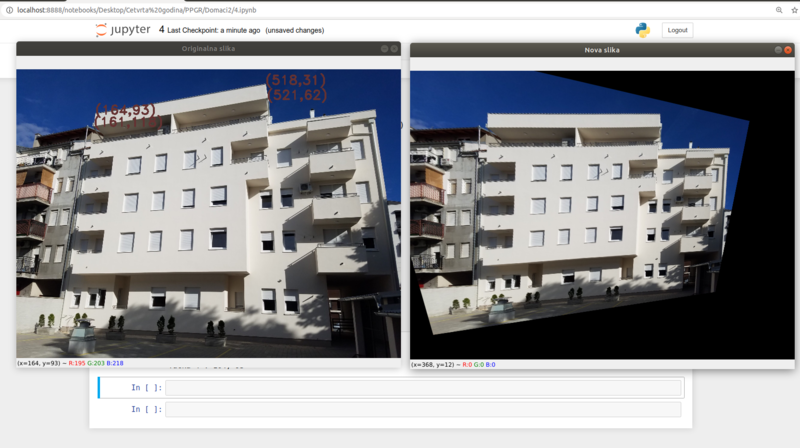 localhost:8888/notebooks/Desktop/Cetvrta%20godina/PPGR/Domaci2/4.ipynb
jupyter 4 Last Checkpoint: a minute ago (unsaved changes)
Logout
Originalna slika
Nova slika
(518,31)
(521,62)
(164,93)
(x=164, y=93) ~ R:195 G:203 B:218
(x=368, y=12) ~ R:0 G:0 B:0
In [ ]:
In [ ]: